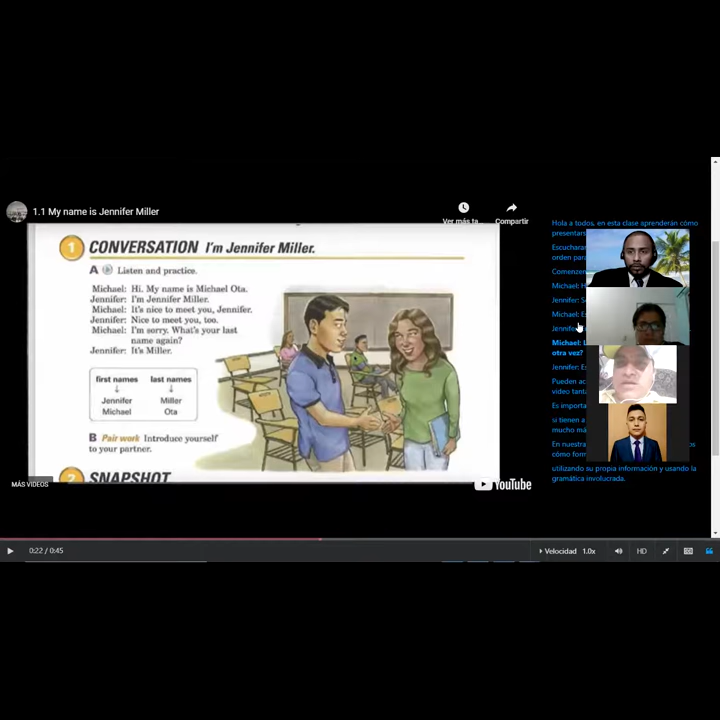 1.1 My name is Jennifer Miller
Ver más ta...
Compartir
1 CONVERSATION I'm Jennifer Miller.
A Listen and practice.
Michael: Hi. My name is Michael Ota.
Jennifer: I'm Jennifer Miller.
Michael: It's nice to meet you, Jennifer.
Jennifer: Nice to meet you, too.
Michael: I'm sorry. What's your last
name again?
Jennifer: It's Miller.
first names last names
Jennifer Miller
Michael Ota
B Pair work Introduce yourself
to your partner.
2 SNAPSHOT
MÁS VIDEOS
YouTube
Hola a todos, en esta clase aprenderán cómo
presentars
Escuchara
orden para
Comenzen
Michael: H
Jennifer: S
Michael: Es
Jennife
Michael: L
otra vez?
Jennifer: Es
Pueden ac
video tanta
Es importa
si tienen a
mucho má
En nuestra os
cómo form
utilizando su propia información y usando la
gramática involucrada.
0:22 / 0:45
Velocidad 1.0x
HD